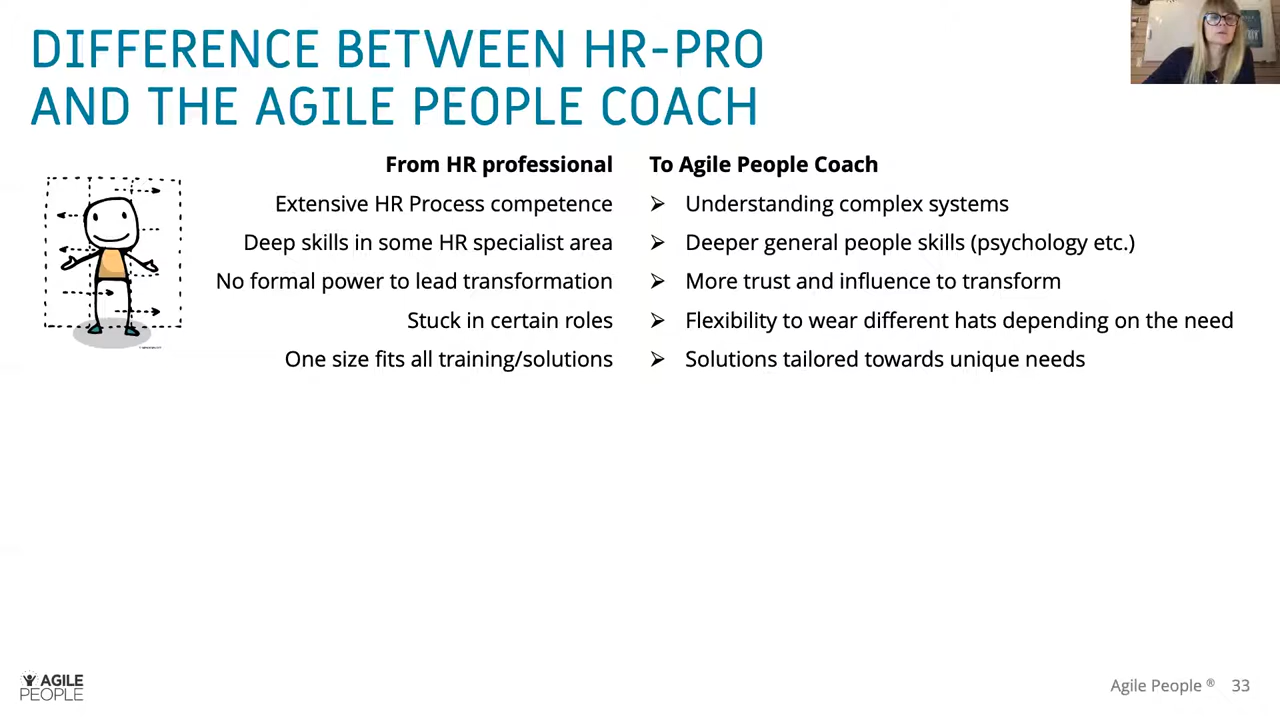 DIFFERENCE BETWEEN HR-PRO
AND THE AGILE PEOPLE COACH
From HR professional To Agile People Coach
Extensive HR Process competence ➢ Understanding complex systems
Deep skills in some HR specialist area ➢ Deeper general people skills (psychology etc.)
No formal power to lead transformation ➢ More trust and influence to transform
Stuck in certain roles ➢ Flexibility to wear different hats depending on the need
One size fits all training/solutions ➢ Solutions tailored towards unique needs
AGILE
PEOPLE
Agile People ® 33